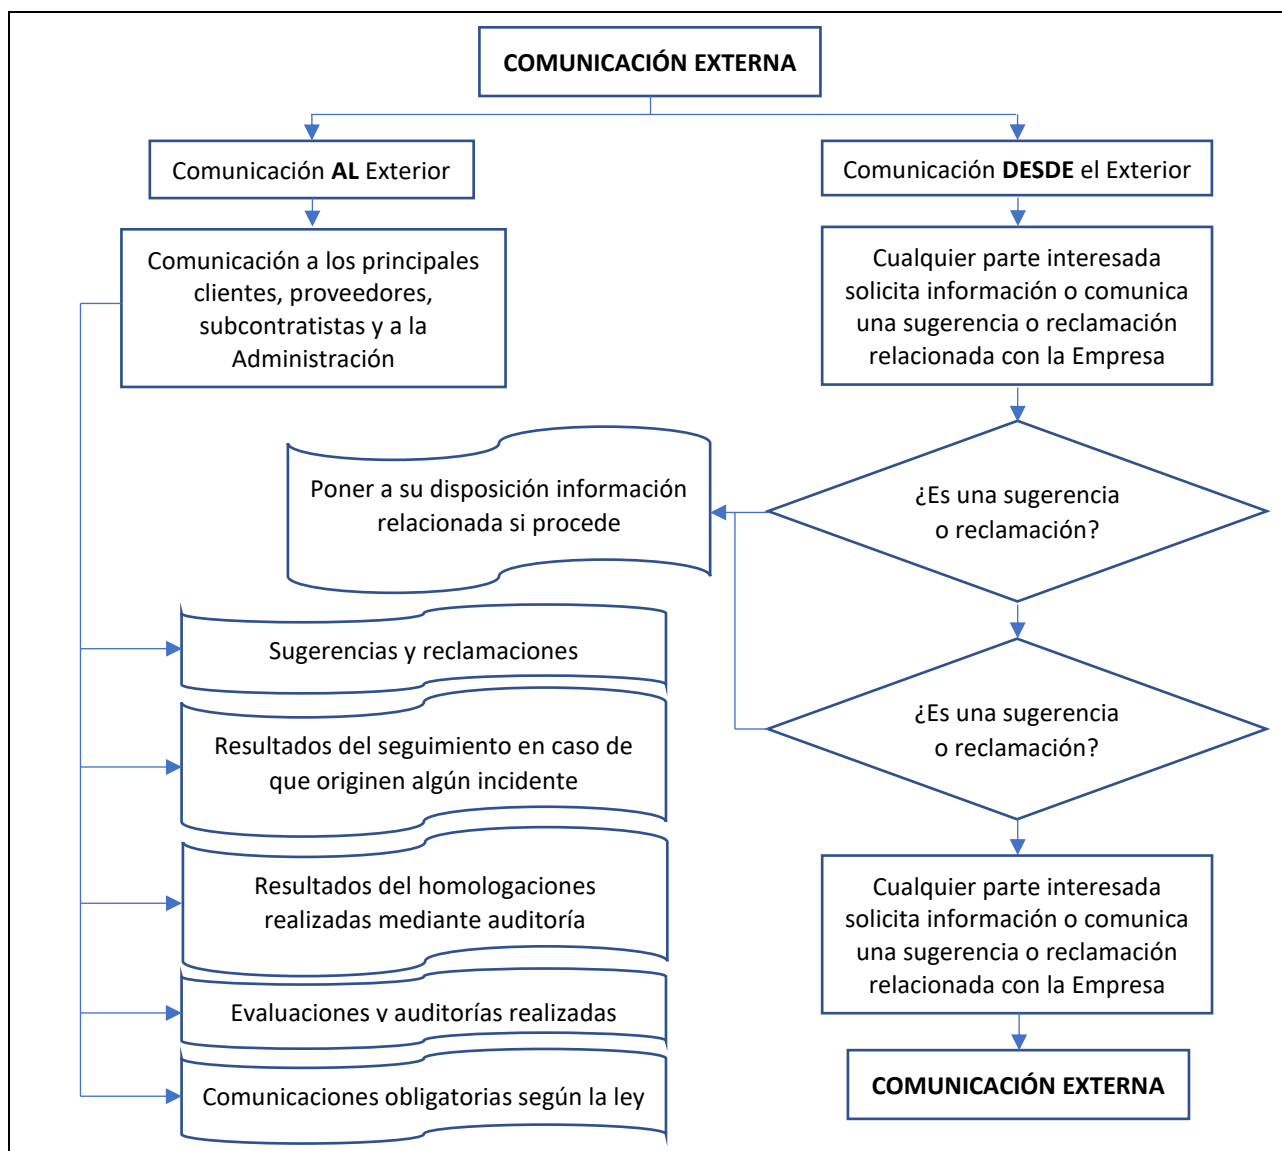 COMUNICACIÓN EXTERNA
Comunicación AL Exterior
Comunicación DESDE el Exterior
Comunicación a los principales
clientes, proveedores,
subcontratistas y a la
Administración
Cualquier parte interesada
solicita información o comunica
una sugerencia o reclamación
relacionada con la Empresa
Poner a su disposición información
relacionada si procede
¿Es una sugerencia
o reclamación?
Sugerencias y reclamaciones
Resultados del seguimiento en caso de
que originen algún incidente
¿Es una sugerencia
o reclamación?
Resultados del homologaciones
realizadas mediante auditoría
Cualquier parte interesada
solicita información o comunica
una sugerencia o reclamación
relacionada con la Empresa
Evaluaciones y auditorías realizadas
Comunicaciones obligatorias según la ley
COMUNICACIÓN EXTERNA